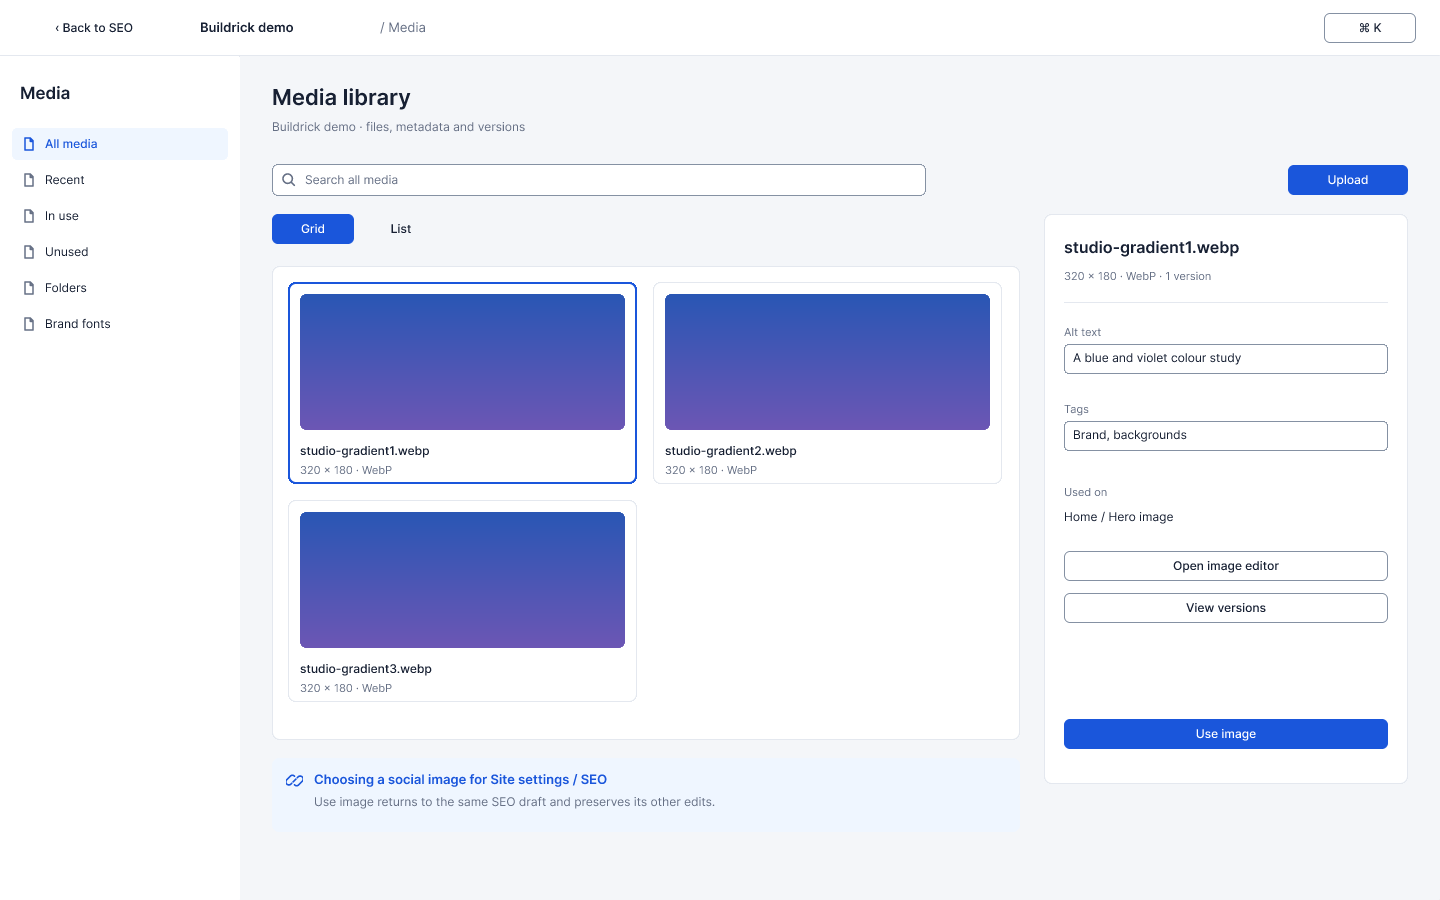 ‹ Back to SEO
Buildrick demo
/ Media
⌘ K
Media
All media
Recent
In use
Unused
Folders
Brand fonts
Media library
Buildrick demo · files, metadata and versions
Search all media
Upload
Grid
List
studio-gradient1.webp
320 × 180 · WebP
studio-gradient2.webp
320 × 180 · WebP
studio-gradient3.webp
320 × 180 · WebP
Choosing a social image for Site settings / SEO
Use image returns to the same SEO draft and preserves its other edits.
studio-gradient1.webp
320 × 180 · WebP · 1 version
Alt text
A blue and violet colour study
Tags
Brand, backgrounds
Used on
Home / Hero image
Open image editor
View versions
Use image